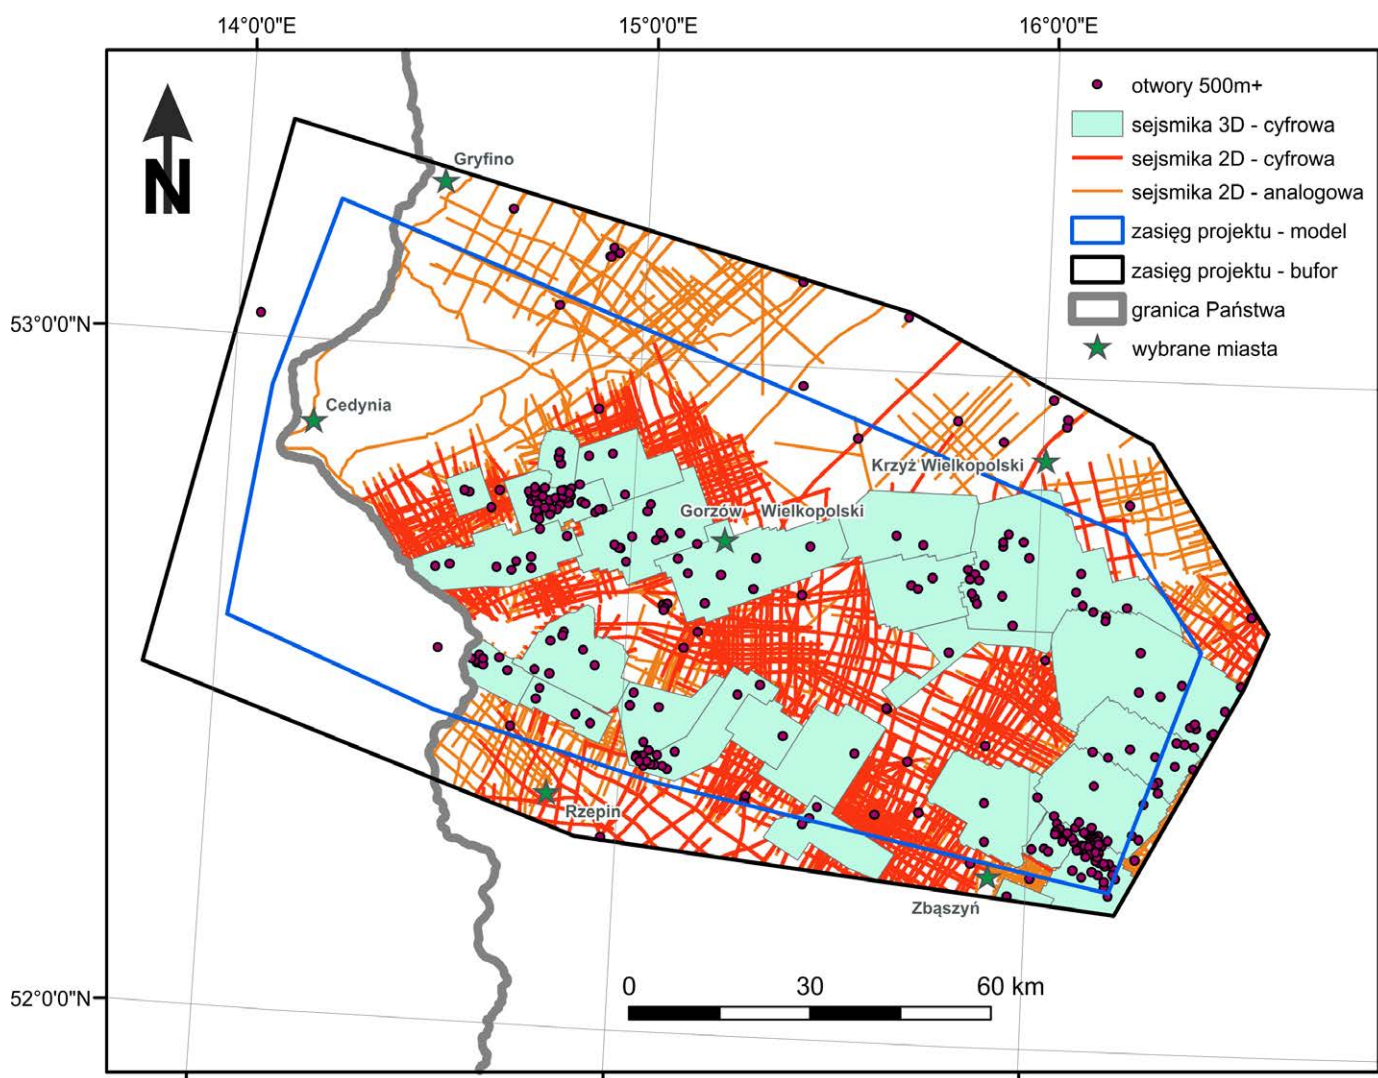 14°0'0"E
15°0'0"E
16°0'0"E
N
otwory 500m+
sejsmika 3D - cyfrowa
sejsmika 2D - cyfrowa
sejsmika 2D - analogowa
zasięg projektu - model
zasięg projektu - bufor
granica Państwa
wybrane miasta
Gryfino
53°0'0"N
Cedynia
Krzyż Wielkopolski
Gorzów Wielkopolski
Rzepin
Zbąszyń
52°0'0"N
0 30 60 km